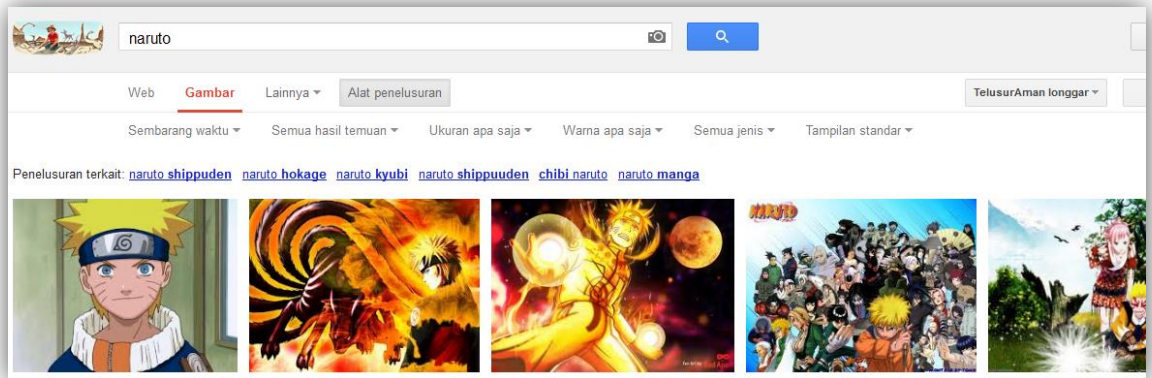 naruto
Web Gambar Lainnya Alat penelusuran TelusurAman longgar
Sembarang waktu Semua hasil temuan Ukuran apa saja Warna apa saja Semua jenis Tampilan standar
Penelusuran terkait: naruto shippuden naruto hokage naruto kyubi naruto shippuuden chibi naruto naruto manga
NARUTO